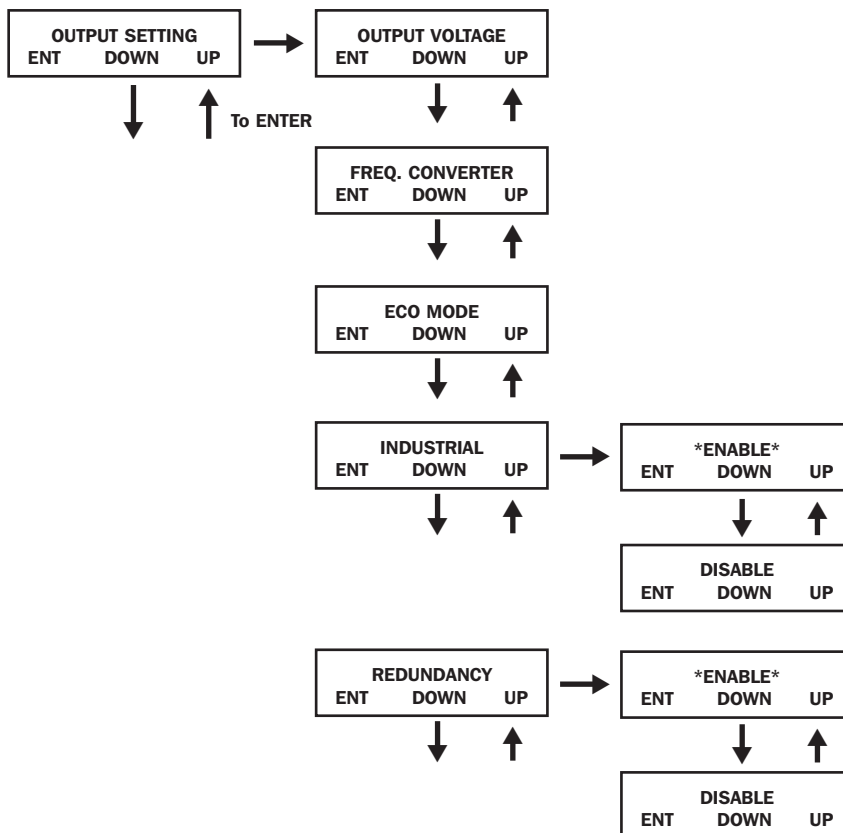 OUTPUT SETTING
ENT DOWN UP
To ENTER
OUTPUT VOLTAGE
ENT DOWN UP
FREQ. CONVERTER
ENT DOWN UP
ECO MODE
ENT DOWN UP
INDUSTRIAL
ENT DOWN UP
*ENABLE*
ENT DOWN UP
DISABLE
ENT DOWN UP
REDUNDANCY
ENT DOWN UP
*ENABLE*
ENT DOWN UP
DISABLE
ENT DOWN UP